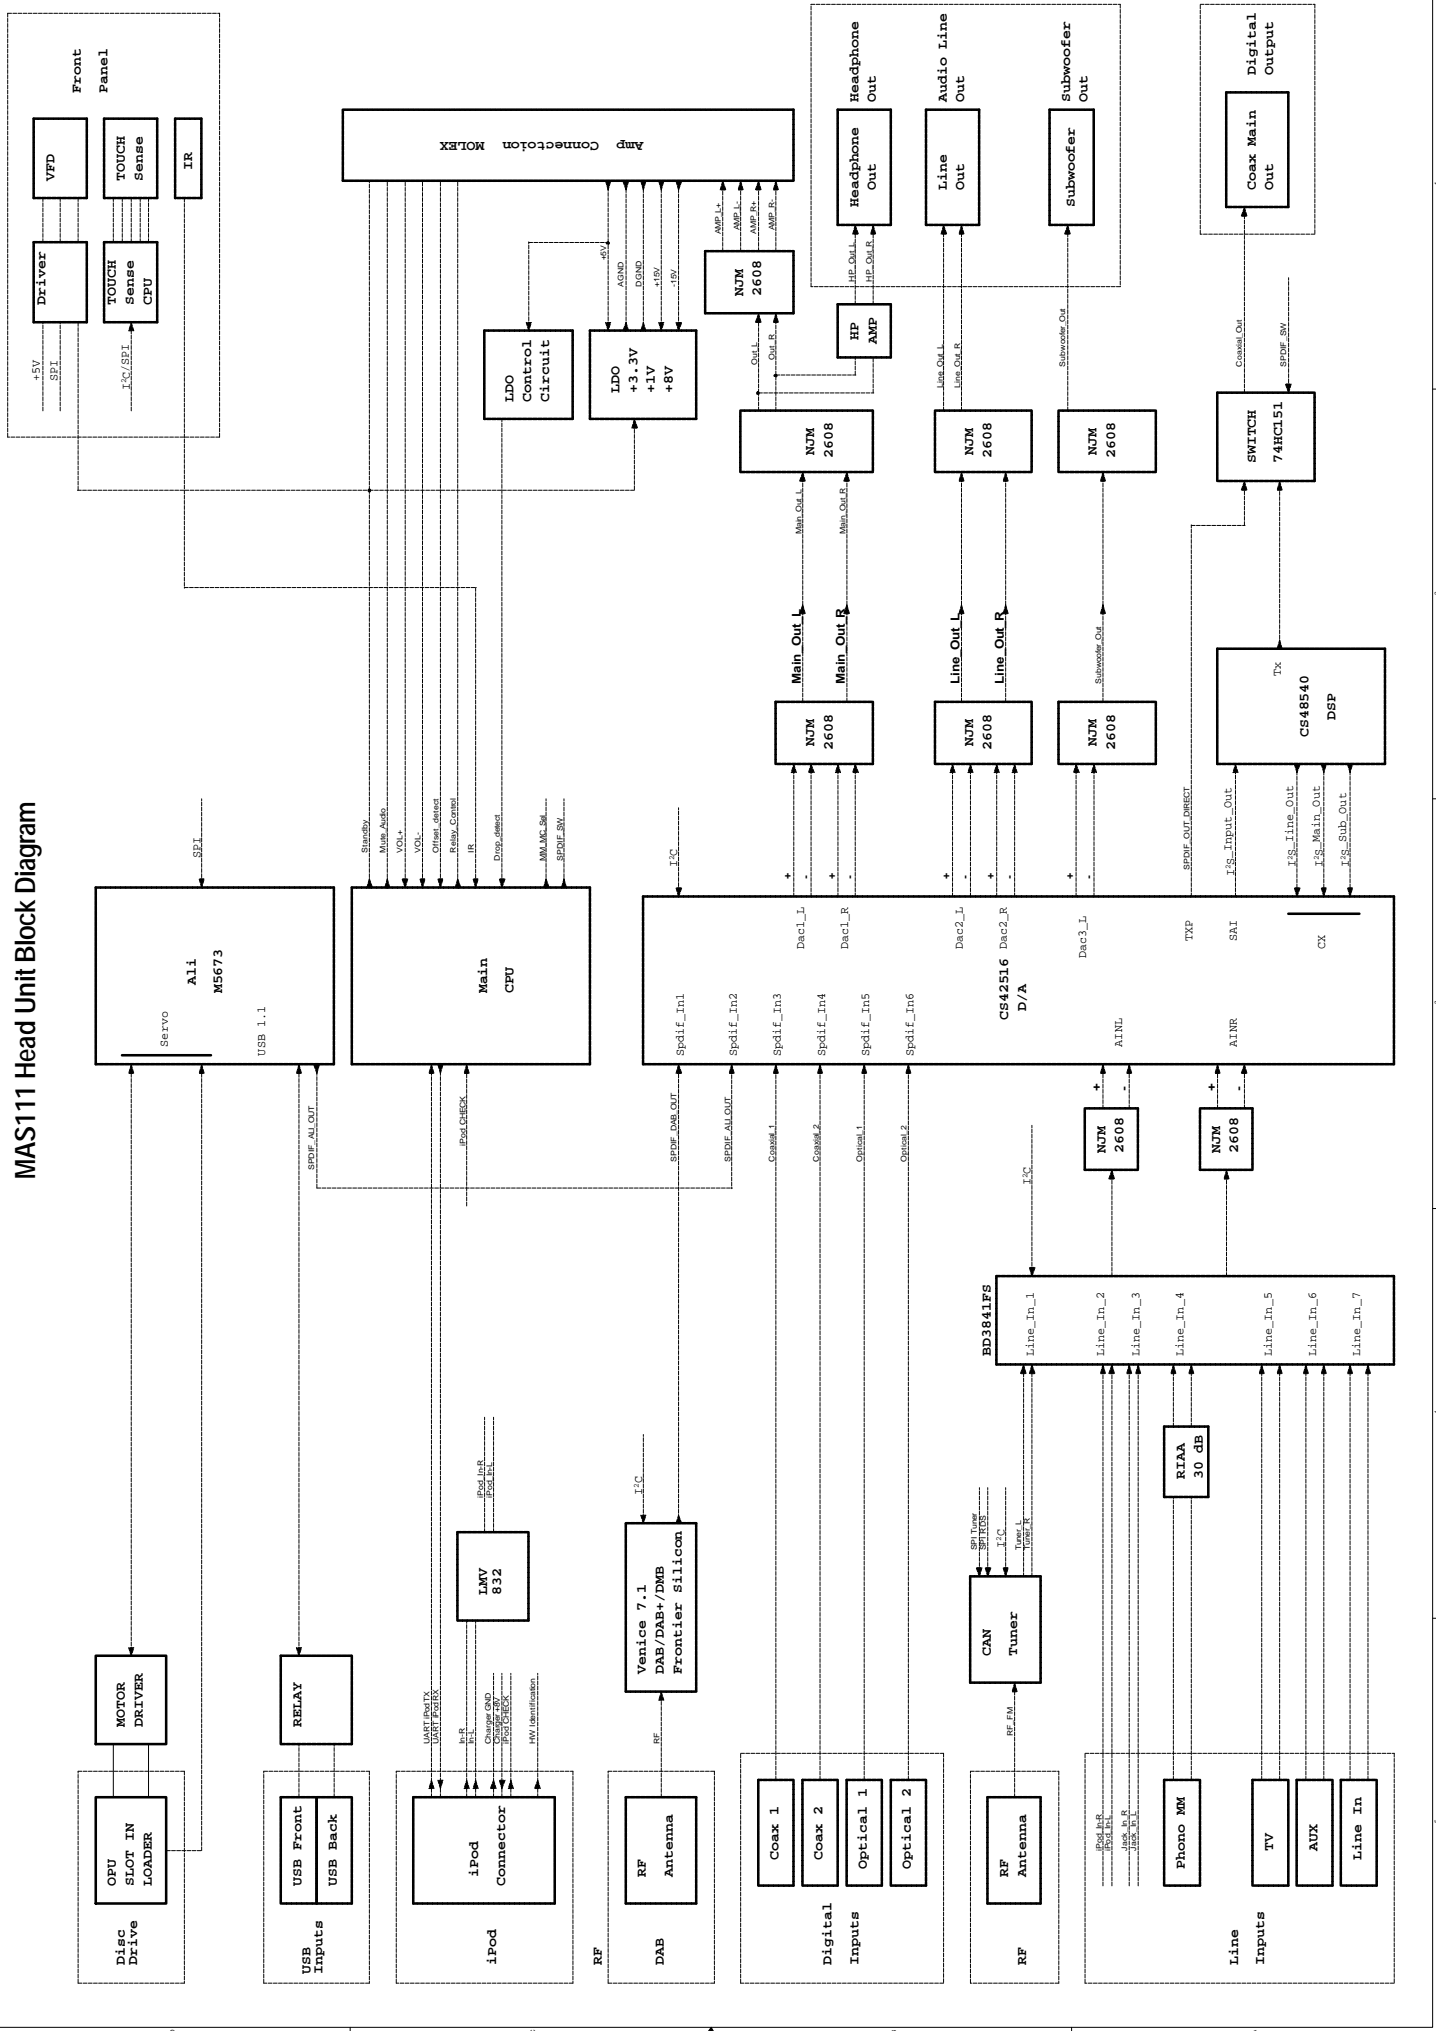 MAS111 Head Unit Block Diagram
Disc
Drive
OPU
SLOT IN
LOADER
MOTOR
DRIVER
Servo
Ali
M5673
USB 1.1
SPI
SPDIF_ALI_OUT
USB
Inputs
USB Front
USB Back
RELAY
+5V
SPI
Driver
VFD
I²C/SPI
TOUCH
Sense
CPU
TOUCH
Sense
IR
Front
Panel
iPod
iPod
Connector
UART iPod TX
UART iPod RX
In-R
In-L
Charger GND
Charger +8V
iPod CHECK
HW Identification
LMV
832
iPod_In-R
iPod_In-L
iPod CHECK
Main
CPU
Standby
Mute_Audio
VOL+
VOL-
Offset_detect
Relay_Control
IR
Drop_detect
MM_MC_Sel
SPDIF_SW
LDO
Control
Circuit
LDO
+3.3V
+1V
+8V
+5V
AGND
DGND
+15V
-15V
Amp Connectoion MOLEX
AMP_L+
AMP_L-
AMP_R+
AMP_R-
NJM
2608
RF
DAB
RF
Antenna
RF
Venice 7.1
DAB/DAB+/DMB
Frontier Silicon
I²C
SPDIF_DAB_OUT
SPDIF_ALI_OUT
Digital
Inputs
Coax 1
Coax 2
Optical 1
Optical 2
Coaxial_1
Coaxial_2
Optical_1
Optical_2
Spdif_In1
Spdif_In2
Spdif_In3
Spdif_In4
Spdif_In5
Spdif_In6
CS42516
D/A
I²C
AINL
AINR
Dac1_L
Dac1_R
Dac2_L
Dac2_R
Dac3_L
TXP
SAI
CX
+
-
+
-
+
-
+
-
+
-
NJM
2608
Main_Out_L
Main_Out_R
Main_Out_L
Main_Out_R
NJM
2608
Out_L
Out_R
HP
AMP
HP_Out_L
HP_Out_R
Headphone
Out
Headphone
Out
NJM
2608
Line_Out_L
Line_Out_R
NJM
2608
Line_Out_L
Line_Out_R
Line
Out
Audio Line
Out
NJM
2608
Subwoofer_Out
NJM
2608
Subwoofer_Out
Subwoofer
Subwoofer
Out
SPDIF_OUT_DIRECT
I²S_Input_Out
I²S_Iine_Out
I²S_Main_Out
I²S_Sub_Out
CS48540
DSP
Tx
SWITCH
74HC151
Coaxial_Out
SPDIF_SW
Coax Main
Out
Digital
Output
RF
RF
Antenna
RF_FM
CAN
Tuner
SPI Tuner
SPI RDS
I²C
Tuner_L
Tuner_R
I²C
BD3841FS
Line_In_1
Line_In_2
Line_In_3
Line_In_4
Line_In_5
Line_In_6
Line_In_7
NJM
2608
+
-
NJM
2608
+
-
Line
Inputs
iPod_In-R
iPod_In-L
Jack_In_R
Jack_In_L
Phono MM
RIAA
30 dB
TV
AUX
Line In